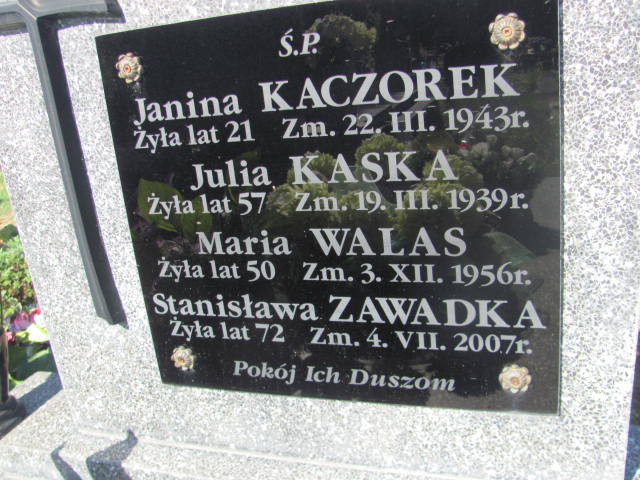 Ś.P.
Janina KACZOREK
Żyła lat 21 Zm. 22. III. 1943r.
Julia KASKA
Żyła lat 57 Zm. 19. III. 1939r.
Maria WALAS
Żyła lat 50 Zm. 3. XII. 1956r.
Stanisława ZAWADKA
Żyła lat 72 Zm. 4. VII. 2007r.
Pokój Ich Duszom